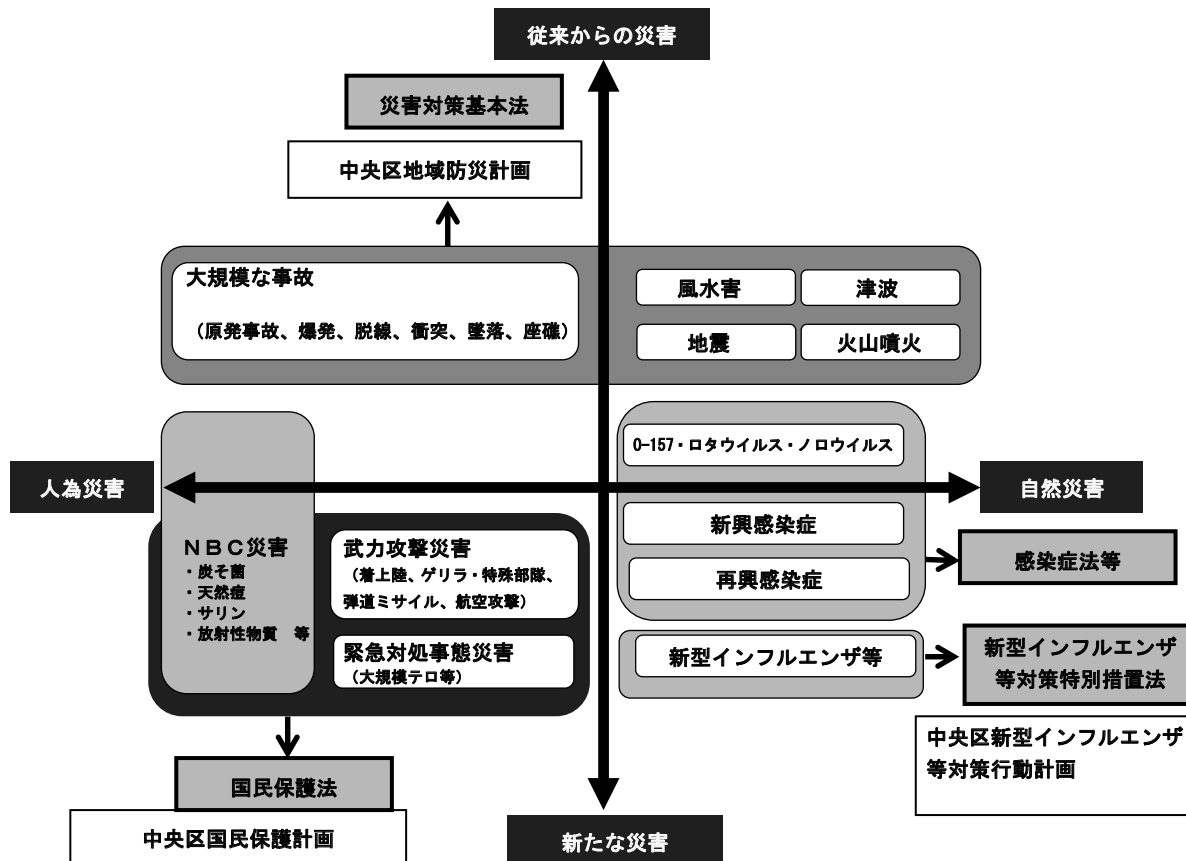 従来からの災害
災害対策基本法
中央区地域防災計画
大規模な事故
(原発事故、爆発、脱線、衝突、墜落、座礁)
風水害
津波
地震
火山噴火
O-157・ロタウイルス・ノロウイルス
人為災害
自然災害
新興感染症
再興感染症
感染症法等
NBC災害
・炭そ菌
・天然痘
・サリン
・放射性物質 等
武力攻撃災害
(着上陸、ゲリラ・特殊部隊、
弾道ミサイル、航空攻撃)
緊急対処事態災害
(大規模テロ等)
新型インフルエンザ等
新型インフルエンザ
等対策特別措置法
中央区新型インフルエンザ
等対策行動計画
国民保護法
中央区国民保護計画
新たな災害